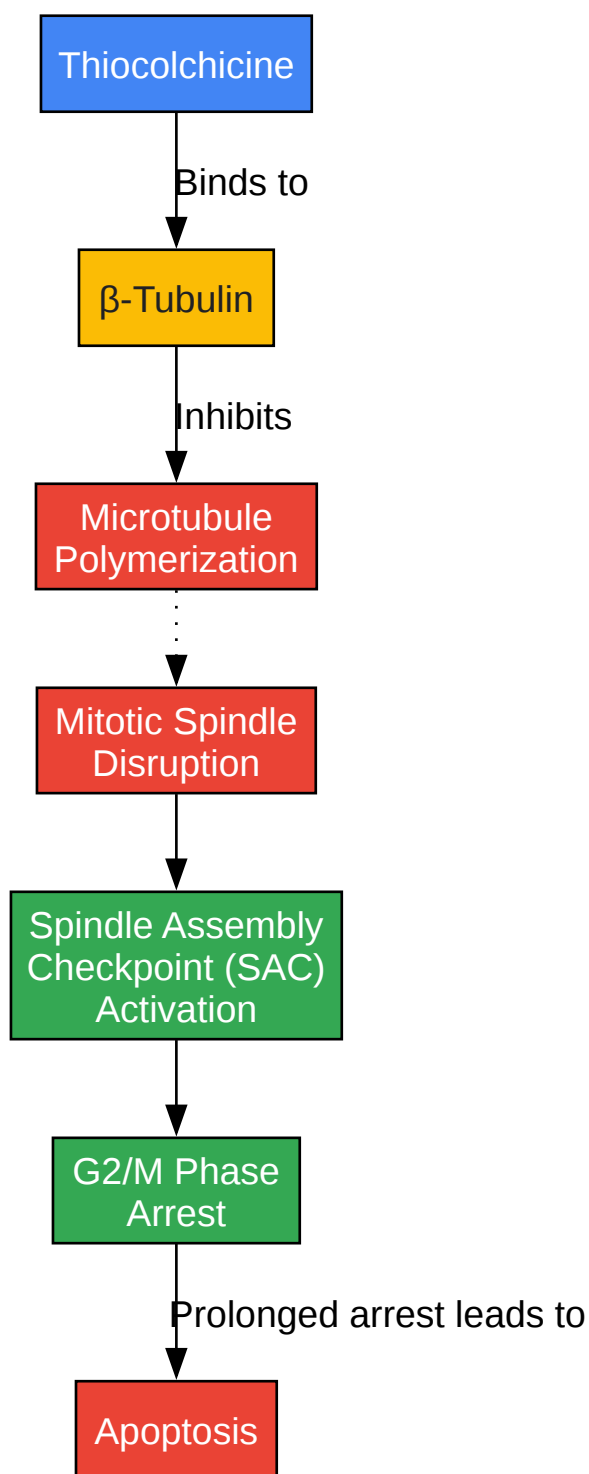 Thiocolchicine
Binds to
β-Tubulin
Inhibits
Microtubule
Polymerization
Mitotic Spindle
Disruption
Spindle Assembly
Checkpoint (SAC)
Activation
G2/M Phase
Arrest
Prolonged arrest leads to
Apoptosis